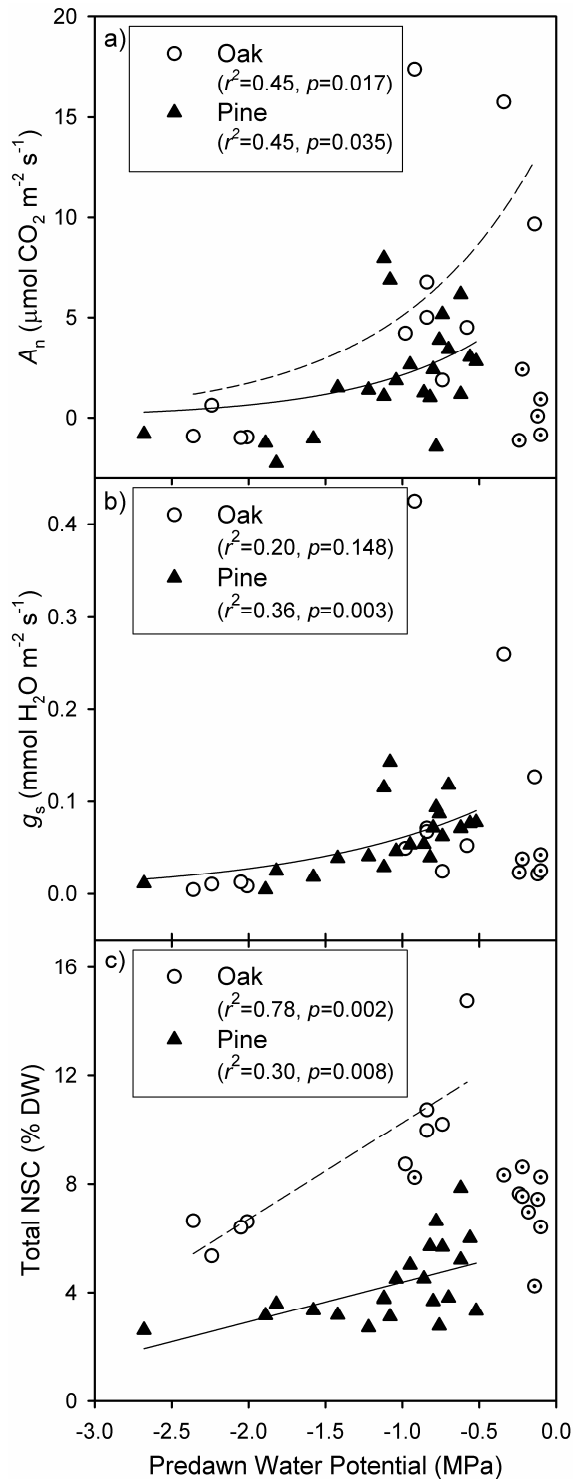 20
a)
Oak
(r²=0.45, p=0.017)
Pine
(r²=0.45, p=0.035)
15
10
5
0
Aₙ (μmol CO₂ m⁻² s⁻¹)
b)
Oak
(r²=0.20, p=0.148)
Pine
(r²=0.36, p=0.003)
0.4
0.3
0.2
0.1
0.0
gₛ (mmol H₂O m⁻² s⁻¹)
c)
Oak
(r²=0.78, p=0.002)
Pine
(r²=0.30, p=0.008)
16
12
8
4
0
Total NSC (% DW)
-3.0 -2.5 -2.0 -1.5 -1.0 -0.5 0.0
Predawn Water Potential (MPa)